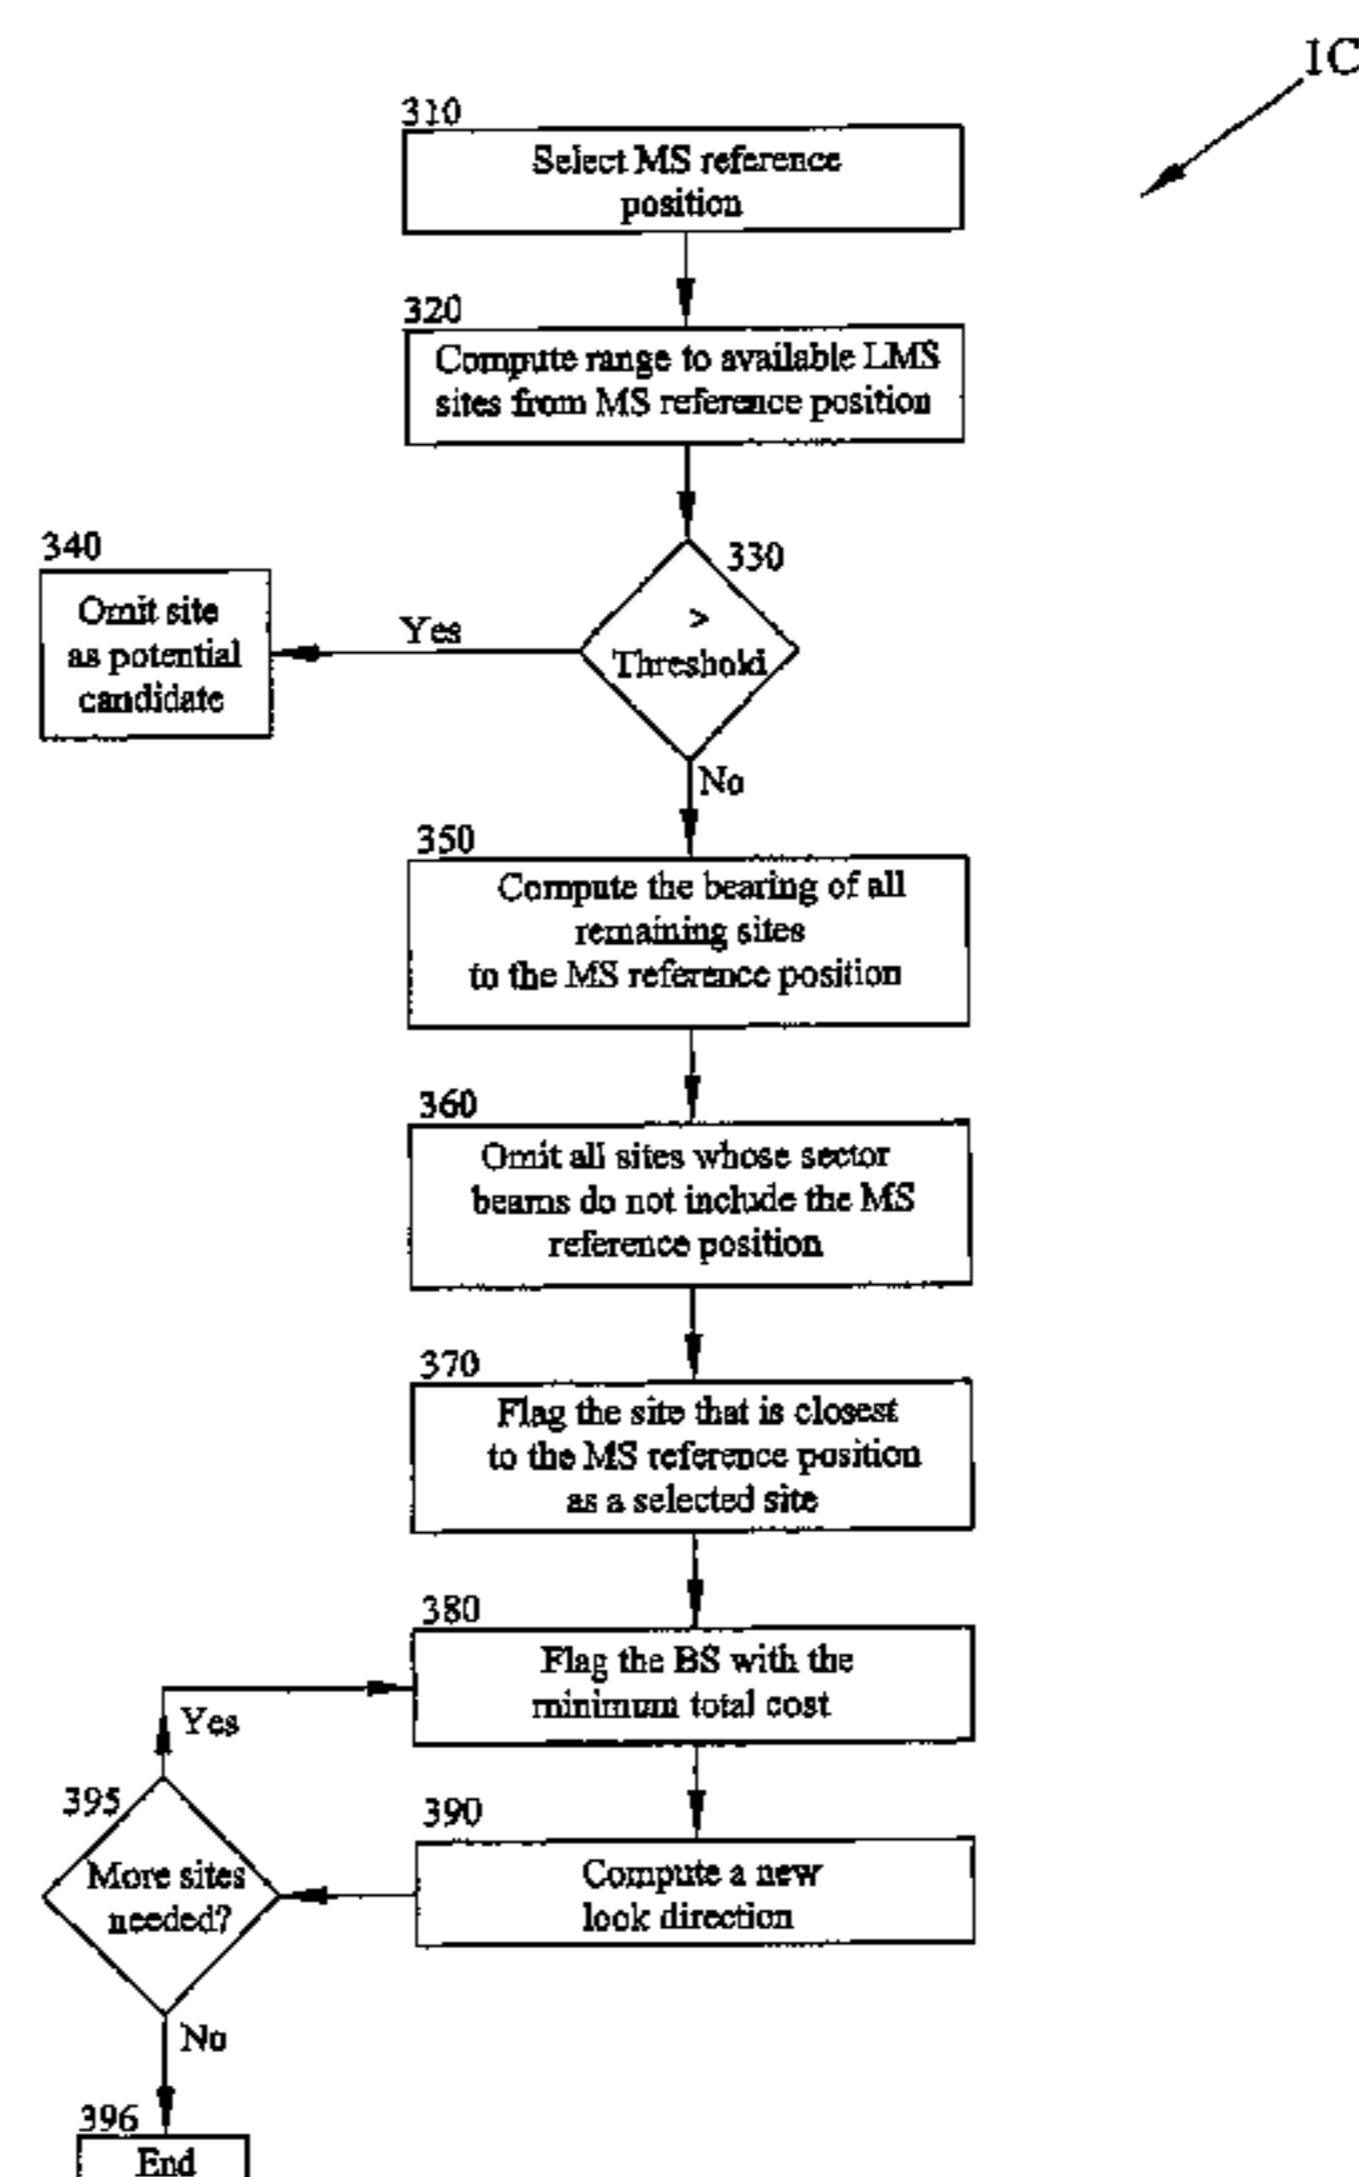 1C
310
Select MS reference
position
320
Compute range to available LMS
sites from MS reference position
330
>
Threshold
Yes
340
Omit site
as potential
candidate
No
350
Compute the bearing of all
remaining sites
to the MS reference position
360
Omit all sites whose sector
beams do not include the MS
reference position
370
Flag the site that is closest
to the MS reference position
as a selected site
380
Flag the BS with the
minimum total cost
Yes
390
Compute a new
look direction
395
More sites
needed?
No
396
End